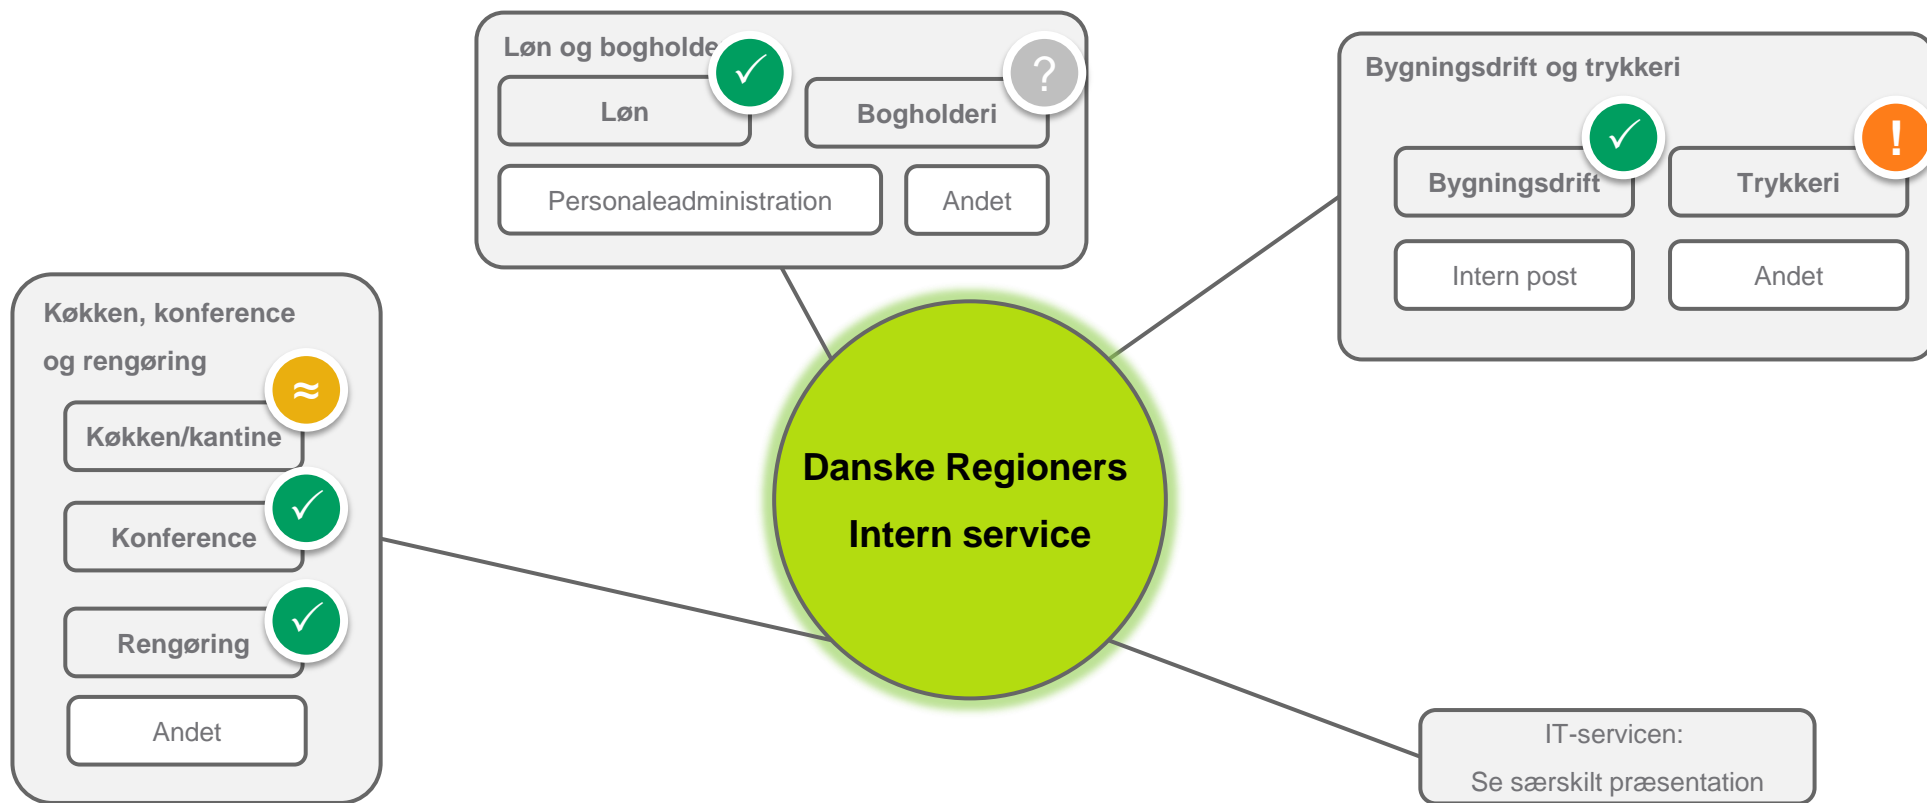 Løn og bogholde
Løn
?
Bogholderi
Personaleadministration
Andet
Bygningsdrift og trykkeri
Bygningsdrift
!
Trykkeri
Intern post
Andet
Køkken, konference
og rengøring
≈
Køkken/kantine
Konference
Rengøring
Andet
Danske Regioners
Intern service
IT-servicen:
Se særskilt præsentation